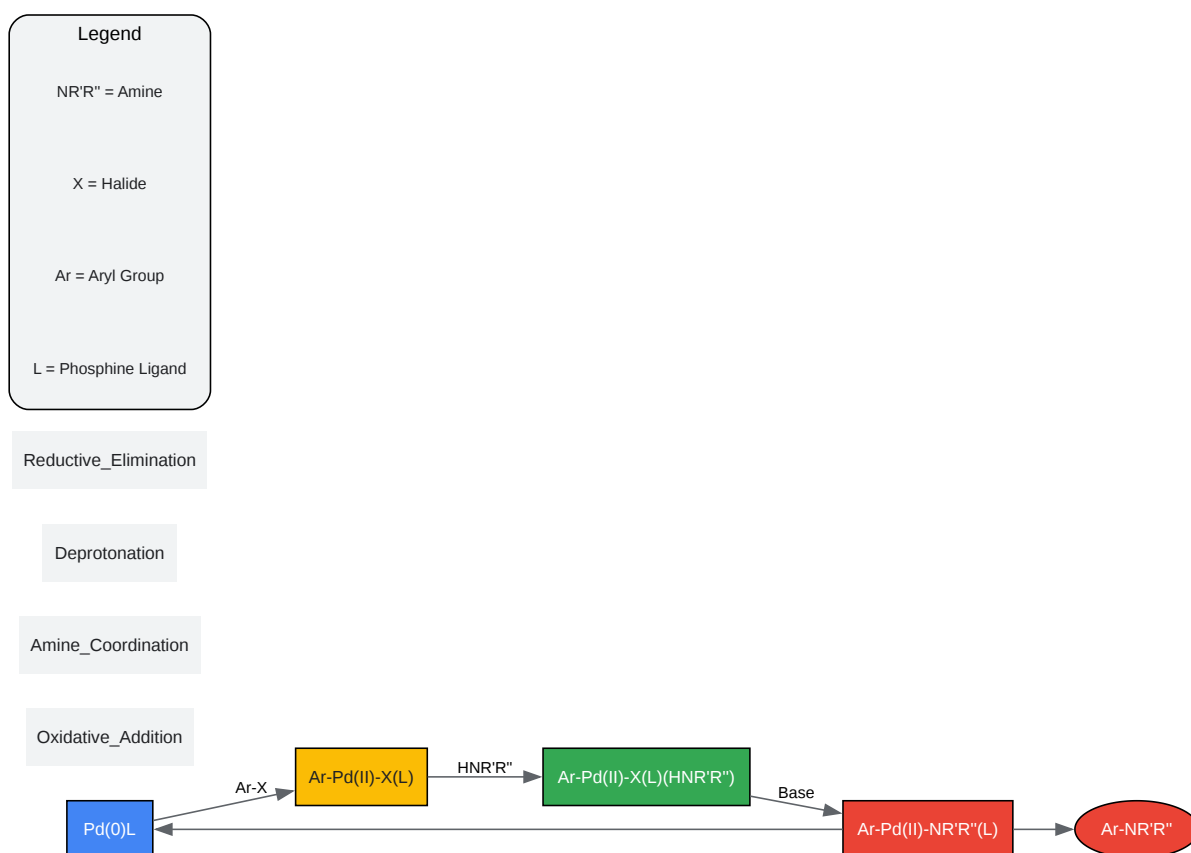 Legend
NR'R" = Amine
X = Halide
Ar = Aryl Group
L = Phosphine Ligand
Reductive_Elimination
Deprotonation
Amine_Coordination
Oxidative_Addition
Ar-X
Ar-Pd(II)-X(L)
HNR'R"
Ar-Pd(II)-X(L)(HNR'R")
Base
Pd(0)L
Ar-Pd(II)-NR'R"(L)
Ar-NR'R"